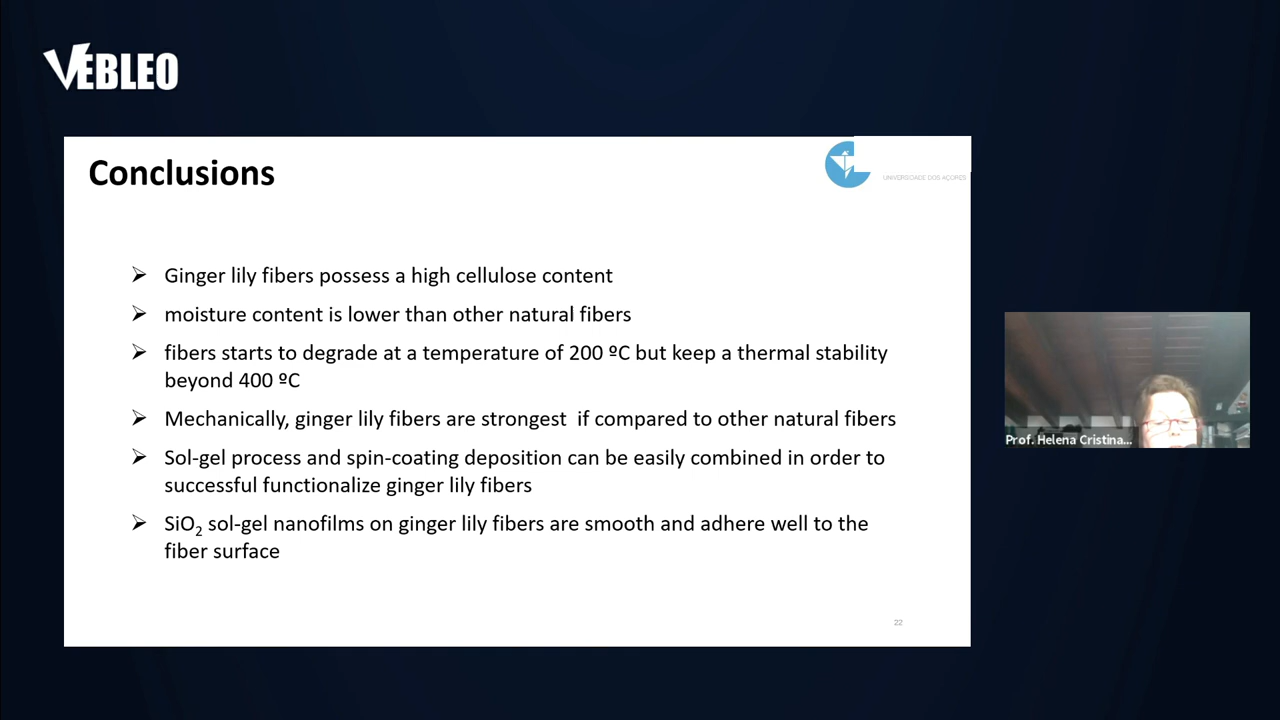 VEBLEO
Conclusions
UNIVERSIDADE DOS AÇORES
Ginger lily fibers possess a high cellulose content
moisture content is lower than other natural fibers
fibers starts to degrade at a temperature of 200 ºC but keep a thermal stability
beyond 400 ºC
Mechanically, ginger lily fibers are strongest if compared to other natural fibers
Sol-gel process and spin-coating deposition can be easily combined in order to
successful functionalize ginger lily fibers
SiO₂ sol-gel nanofilms on ginger lily fibers are smooth and adhere well to the
fiber surface
22
Prof. Helena Cristina...